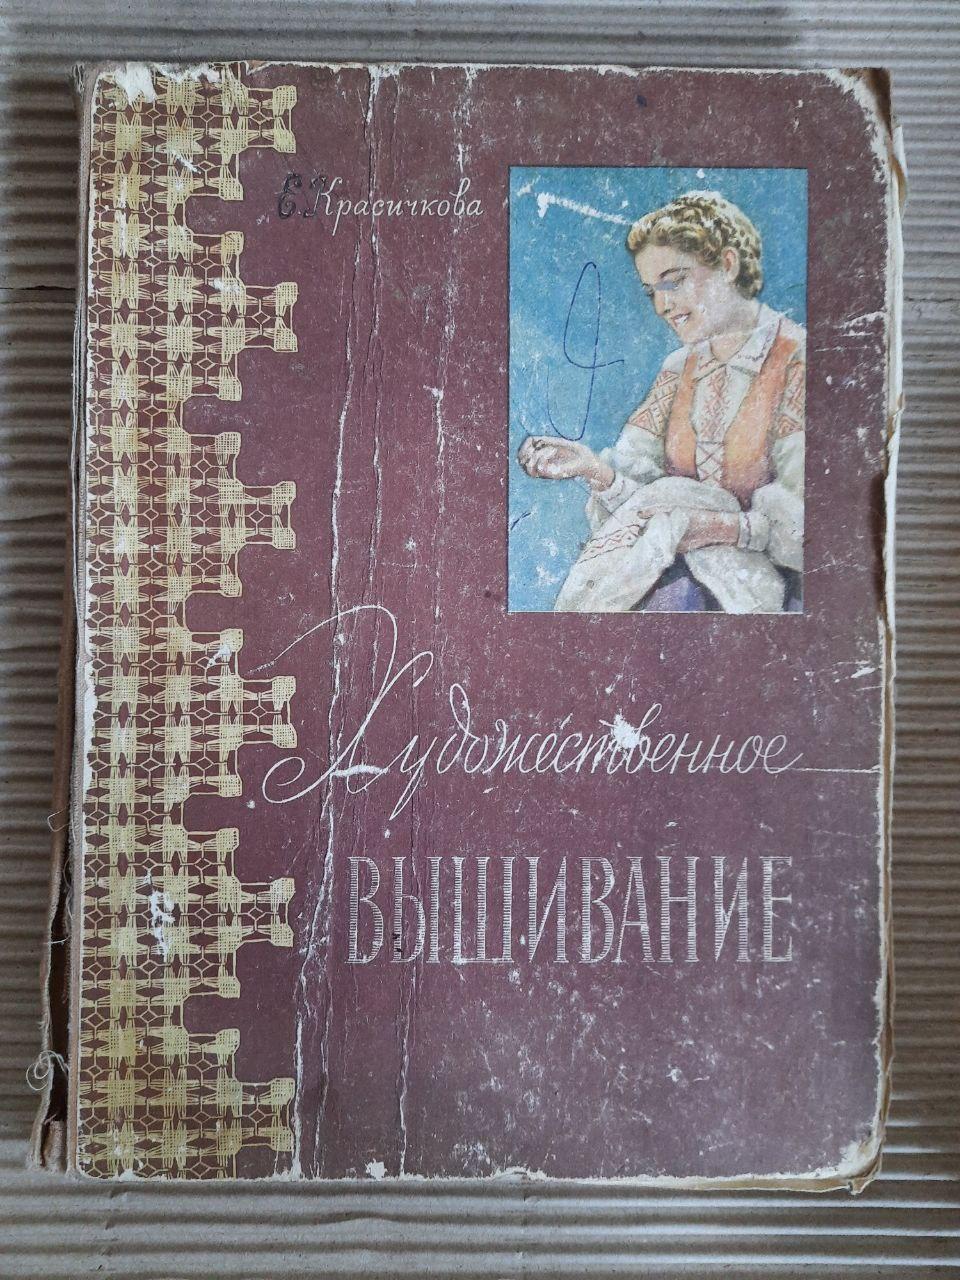 Е. Красичкова
Художественное
ВЫШИВАНИЕ